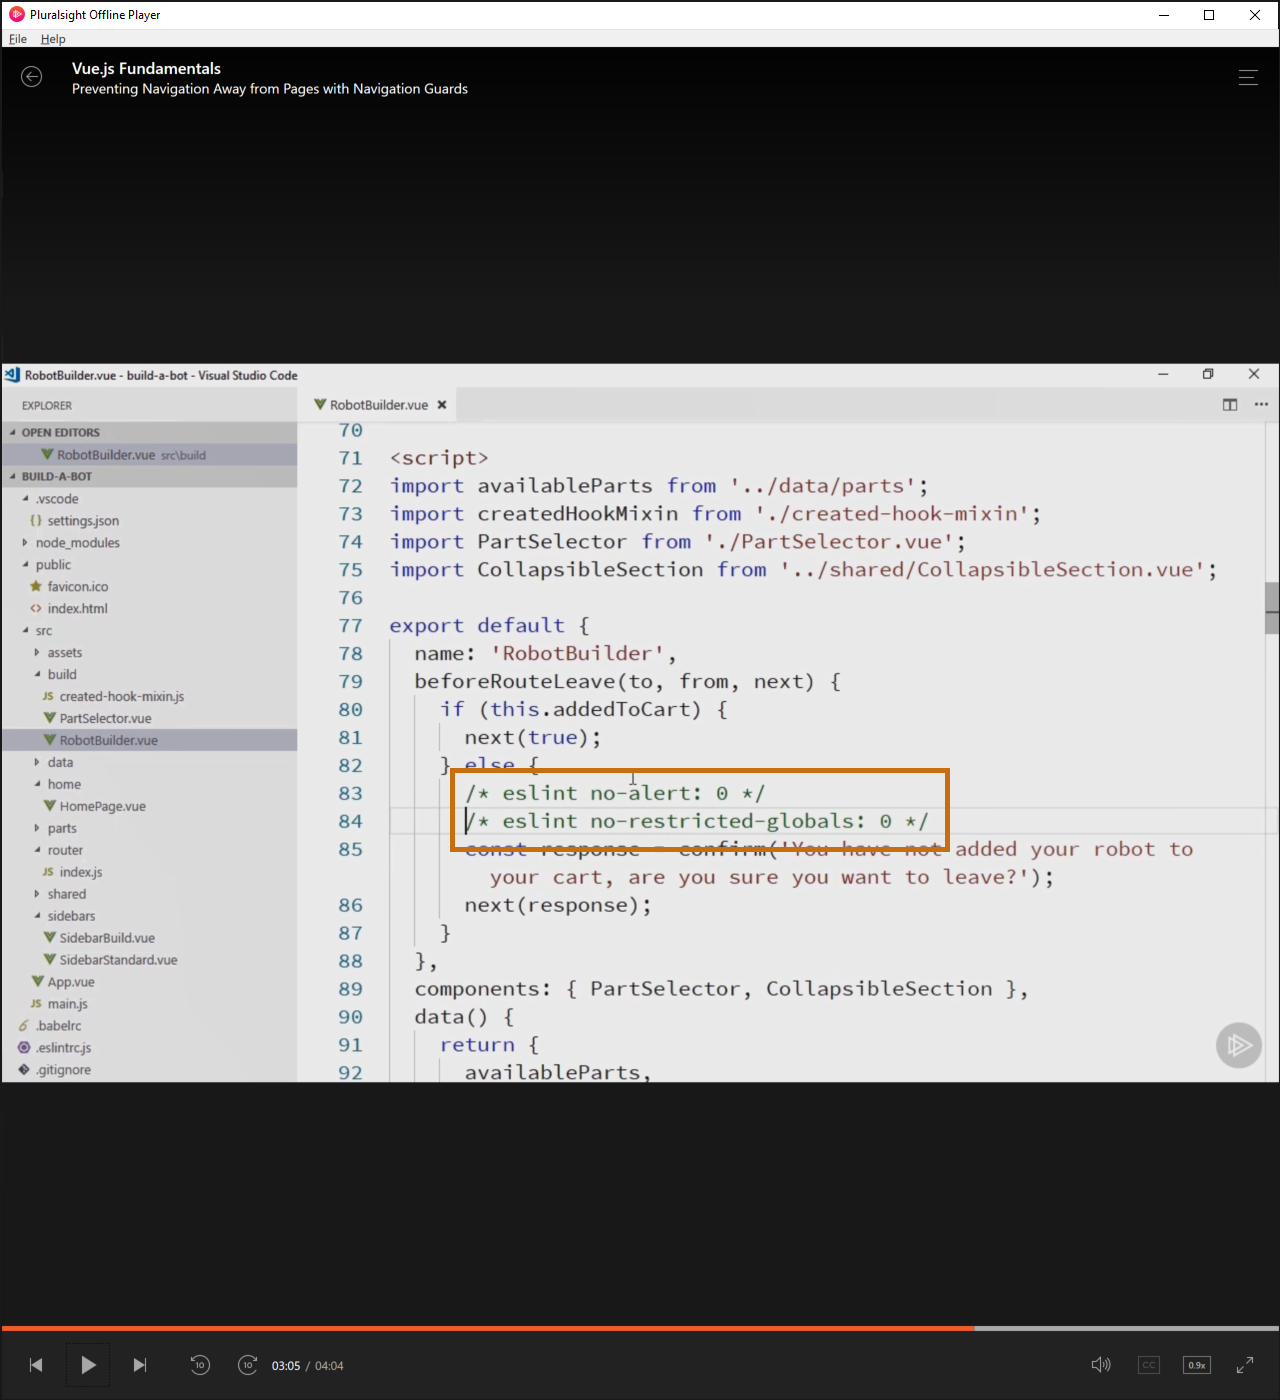 Pluralsight Offline Player
File Help
Vue.js Fundamentals
Preventing Navigation Away from Pages with Navigation Guards
RobotBuilder.vue - build-a-bot - Visual Studio Code
EXPLORER
OPEN EDITORS
RobotBuilder.vue src\build
BUILD-A-BOT
.vscode
{} settings.json
node_modules
public
favicon.ico
<> index.html
src
assets
build
JS created-hook-mixin.js
PartSelector.vue
RobotBuilder.vue
data
home
HomePage.vue
parts
router
JS index.js
shared
sidebars
SidebarBuild.vue
SidebarStandard.vue
App.vue
JS main.js
.babelrc
.eslintrc.js
.gitignore
RobotBuilder.vue
70
71 <script>
72 import availableParts from '../data/parts';
73 import createdHookMixin from './created-hook-mixin';
74 import PartSelector from './PartSelector.vue';
75 import CollapsibleSection from '../shared/CollapsibleSection.vue';
76
77 export default {
78 name: 'RobotBuilder',
79 beforeRouteLeave(to, from, next) {
80 if (this.addedToCart) {
81 next(true);
82 } else {
83 /* eslint no-alert: 0 */
84 /* eslint no-restricted-globals: 0 */
85 const response = confirm('You have not added your robot to
your cart, are you sure you want to leave?');
86 next(response);
87 }
88 },
89 components: { PartSelector, CollapsibleSection },
90 data() {
91 return {
92 availableParts,
10
10
03:05 / 04:04
CC
0.9x